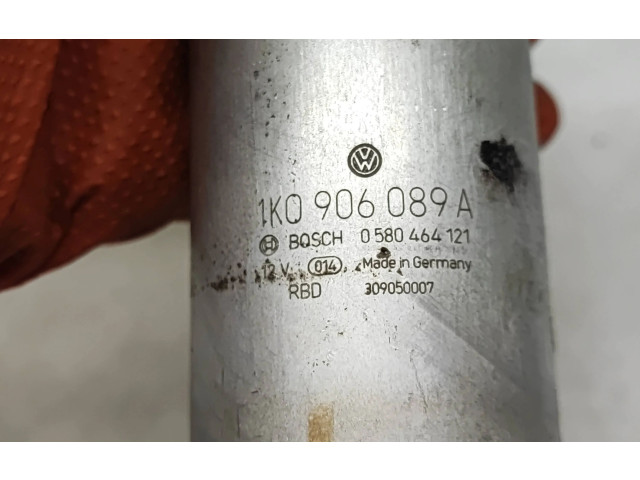 1K0 906 089 A
BOSCH 0 580 464 121
12 V 014 Made in Germany
RBD 309050007